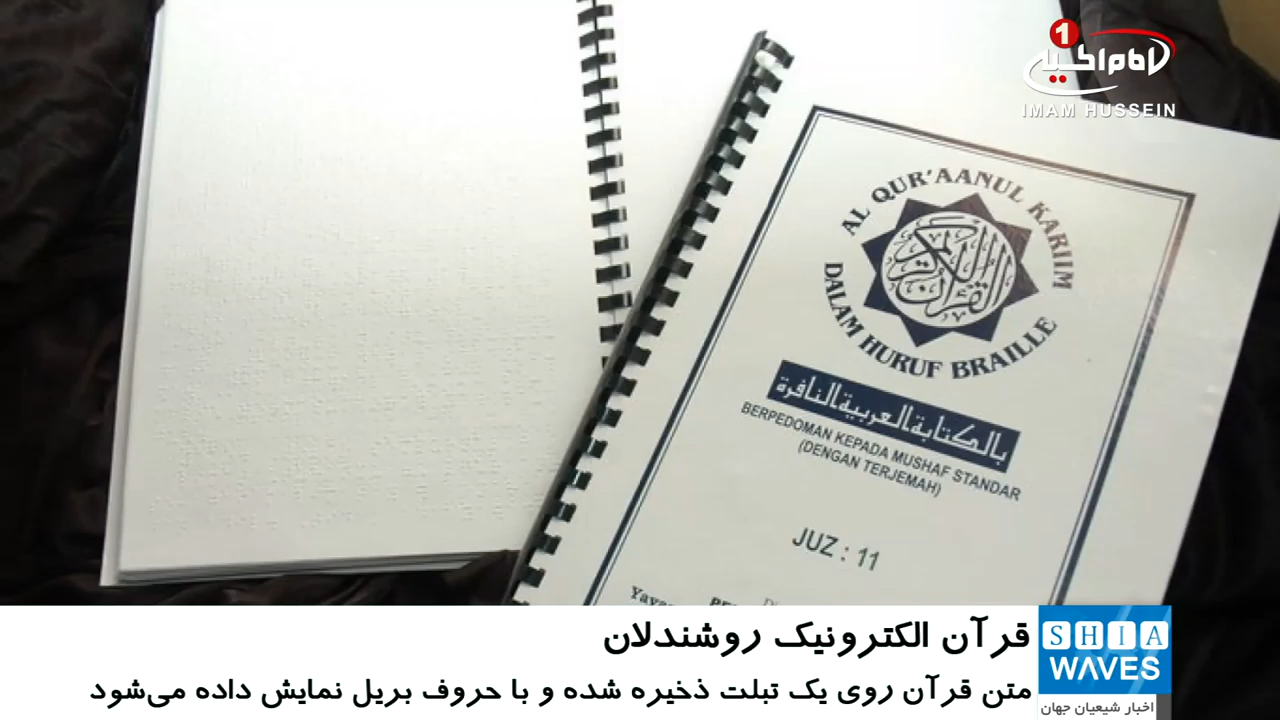 1
امام حسین
IMAM HUSSEIN
AL QUR'AANUL KARIIM
القرآن الكريم
DALAM HURUF BRAILLE
بالكتابة العربية النافرة
BERPEDOMAN KEPADA MUSHAF STANDAR
(DENGAN TERJEMAH)
JUZ : 11
قرآن الکترونیک روشندلان
متن قرآن روی یک تبلت ذخیره شده و با حروف بریل نمایش داده می‌شود
SHIA
WAVES
اخبار شیعیان جهان